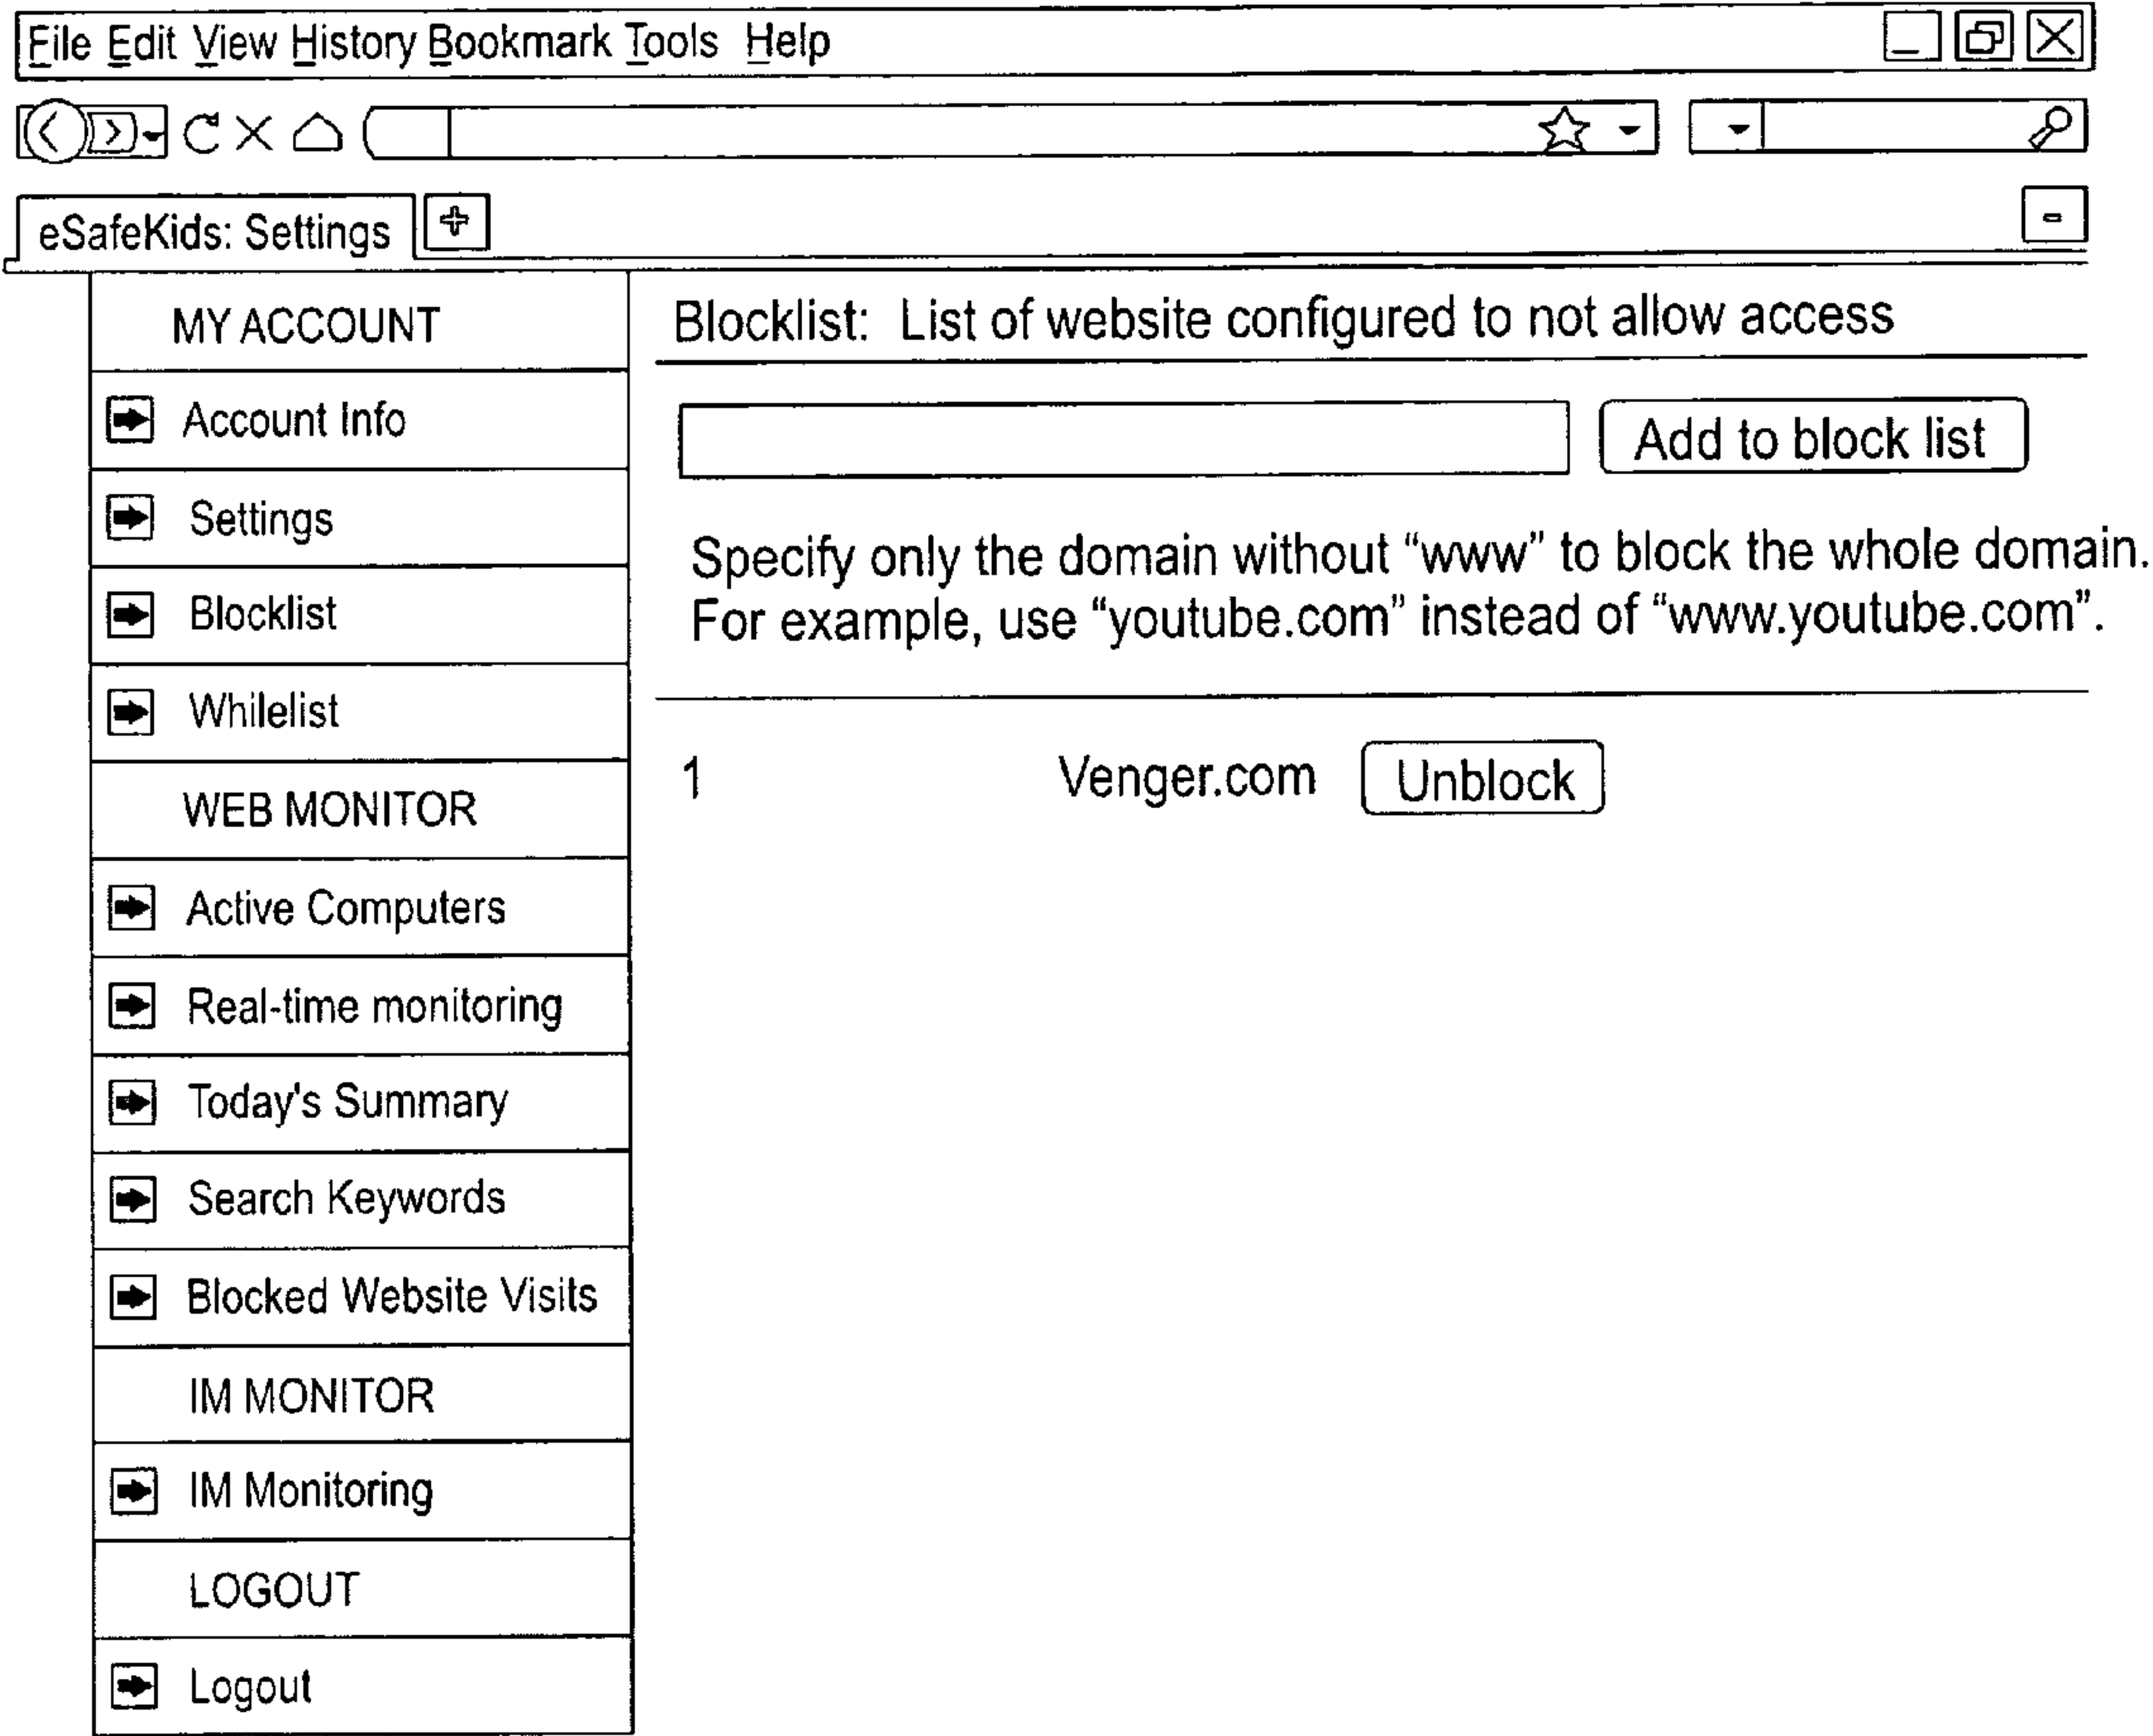 File Edit View History Bookmark Tools Help
eSafeKids: Settings
MY ACCOUNT
Account Info
Settings
Blocklist
Whilelist
WEB MONITOR
Active Computers
Real-time monitoring
Today's Summary
Search Keywords
Blocked Website Visits
IM MONITOR
IM Monitoring
LOGOUT
Logout
Blocklist: List of website configured to not allow access
Add to block list
Specify only the domain without “www” to block the whole domain.
For example, use “youtube.com” instead of “www.youtube.com”.
1 Venger.com Unblock